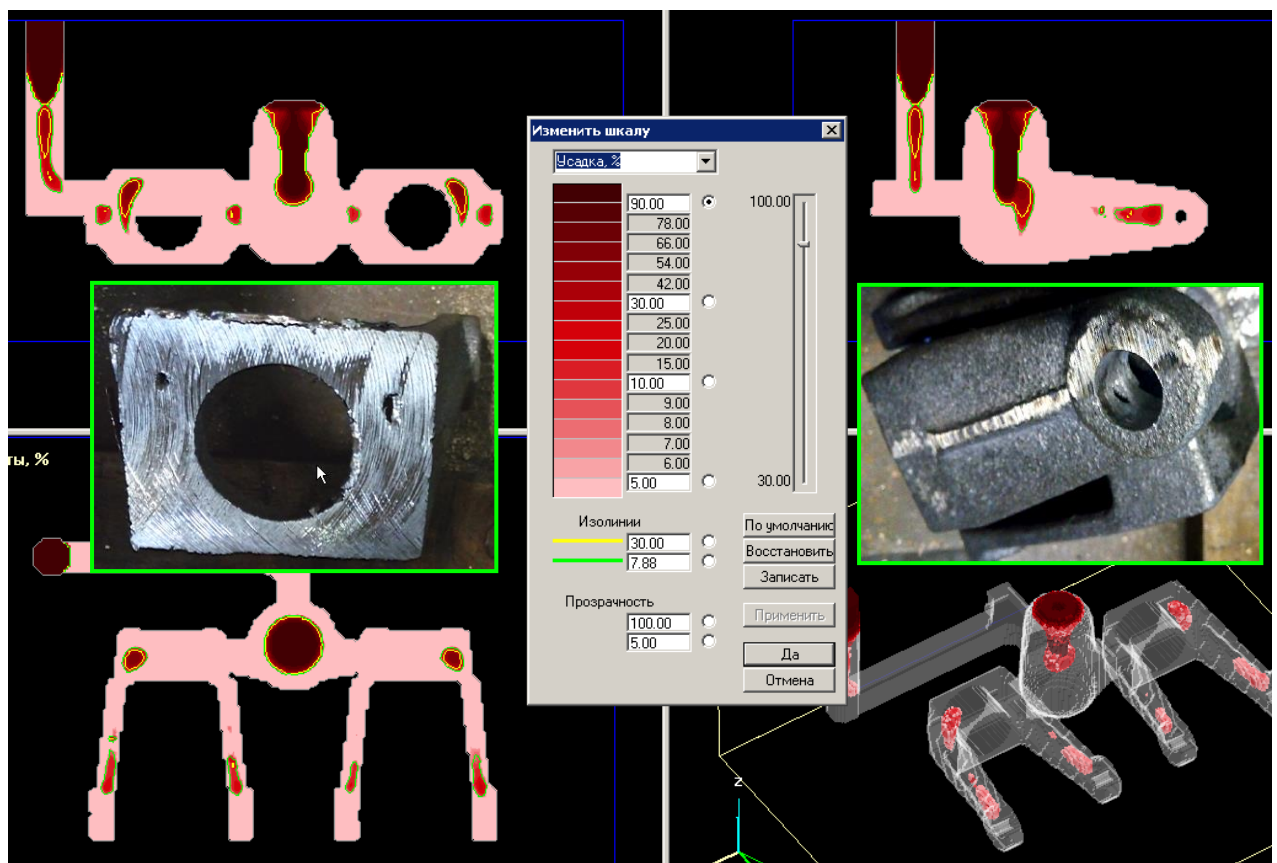 Изменить шкалу
Усадка, %
90.00
100.00
78.00
66.00
54.00
42.00
30.00
25.00
20.00
15.00
10.00
9.00
8.00
7.00
6.00
5.00
30.00
ты, %
Изолинии
30.00
7.88
По умолчанию
Восстановить
Записать
Прозрачность
100.00
5.00
Применить
Да
Отмена
z